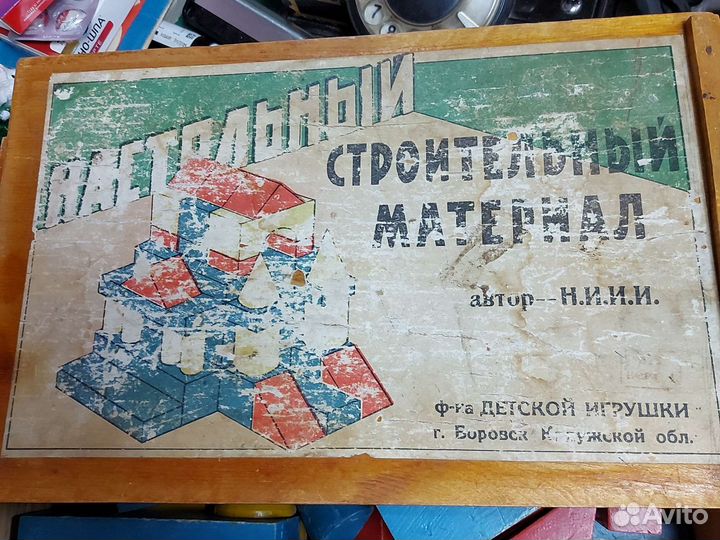 НАСТОЛЬНЫЙ
СТРОИТЕЛЬНЫЙ
МАТЕРИАЛ
автор-- Н.И.И.И.
ф-ка ДЕТСКОЙ ИГРУШКИ
г. Боровск Калужской обл.
Avito